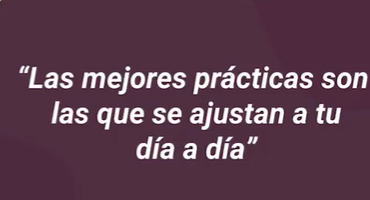 “Las mejores prácticas son
las que se ajustan a tu
día a día”